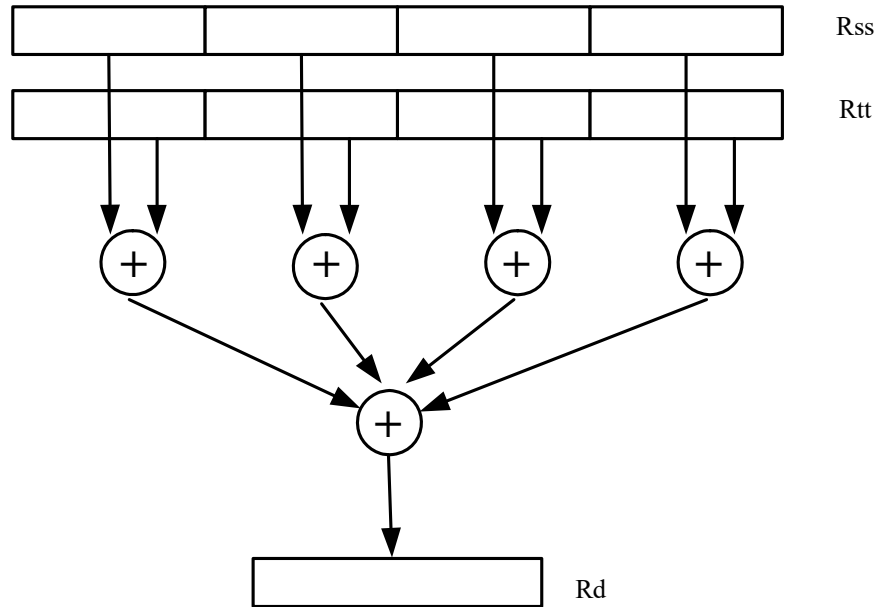 Rss
Rtt
+ + + +
+
Rd